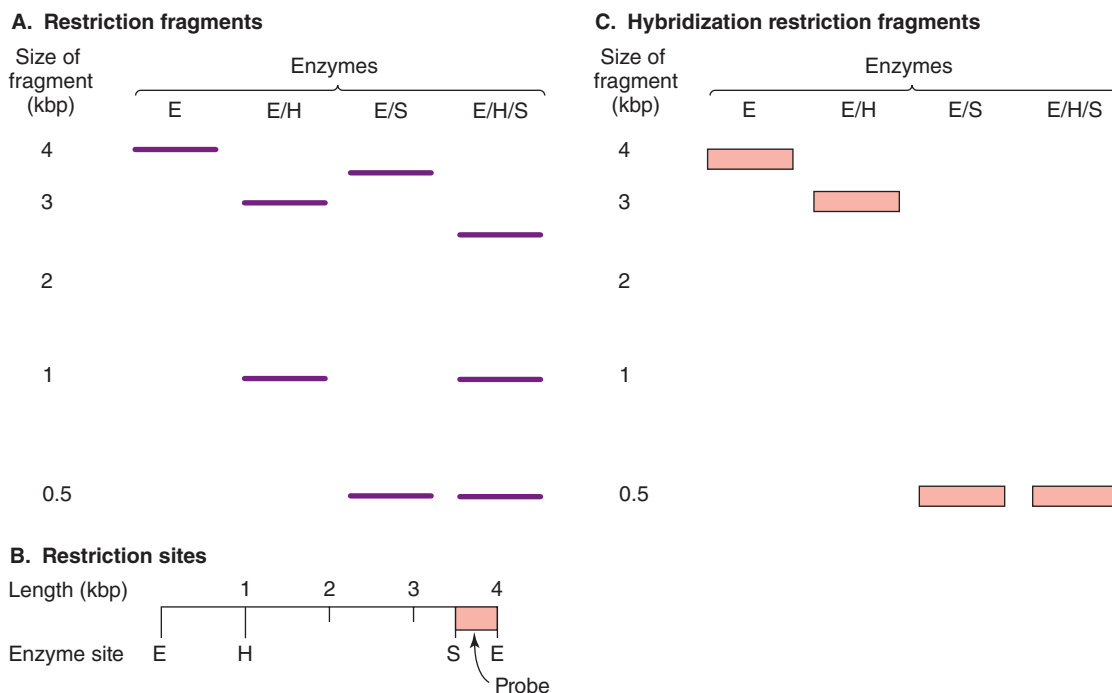 A. Restriction fragments
Size of
fragment
(kbp)
Enzymes
E E/H E/S E/H/S
4
3
2
1
0.5
B. Restriction sites
Length (kbp) 1 2 3 4
Enzyme site E H S E
Probe
C. Hybridization restriction fragments
Size of
fragment
(kbp)
Enzymes
E E/H E/S E/H/S
4
3
2
1
0.5